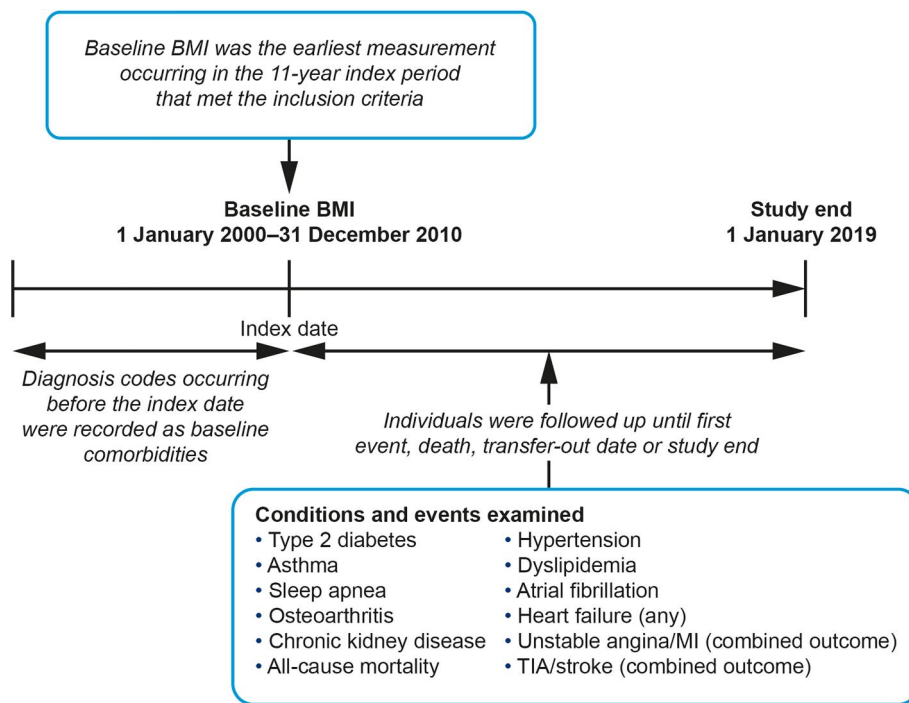 Baseline BMI was the earliest measurement
occurring in the 11-year index period
that met the inclusion criteria
Baseline BMI
1 January 2000–31 December 2010
Study end
1 January 2019
Index date
Diagnosis codes occurring
before the index date
were recorded as baseline
comorbidities
Individuals were followed up until first
event, death, transfer-out date or study end
Conditions and events examined
• Type 2 diabetes
• Asthma
• Sleep apnea
• Osteoarthritis
• Chronic kidney disease
• All-cause mortality
• Hypertension
• Dyslipidemia
• Atrial fibrillation
• Heart failure (any)
• Unstable angina/MI (combined outcome)
• TIA/stroke (combined outcome)